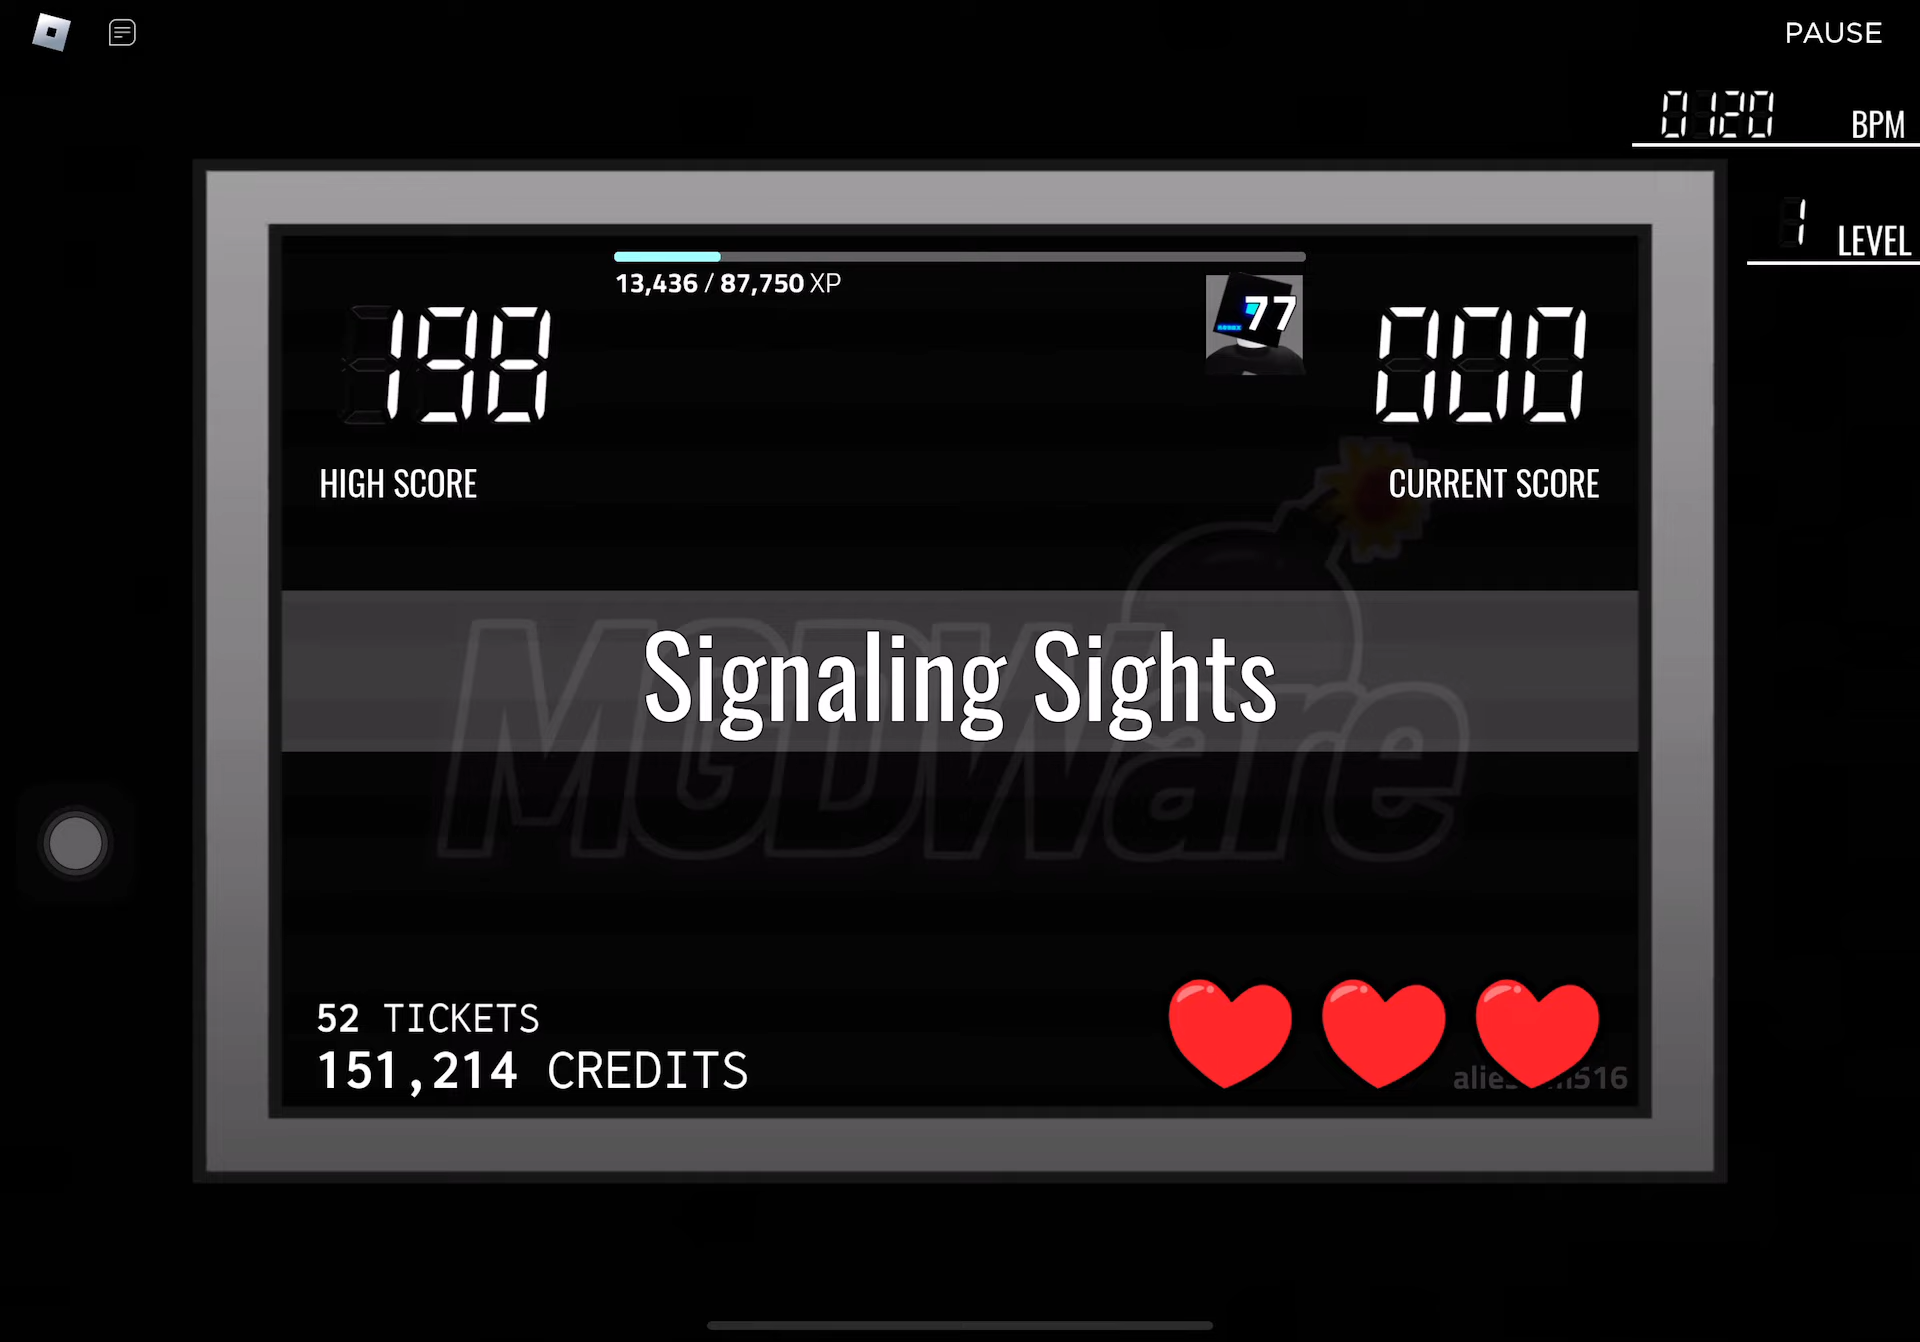 PAUSE
0120 BPM
1 LEVEL
13,436 / 87,750 XP
77
198
000
HIGH SCORE
CURRENT SCORE
MGDWare
Signaling Sights
52 TICKETS
151,214 CREDITS